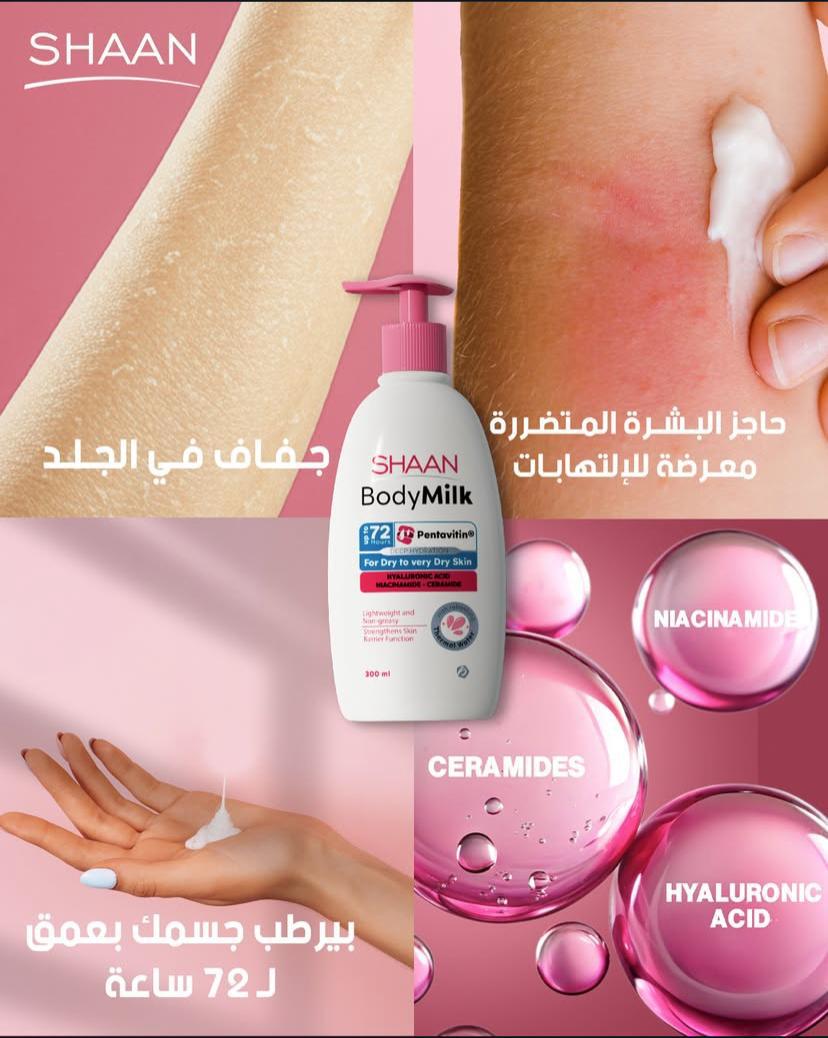 SHAAN
جفاف في الجلد
حاجز البشرة المتضررة
معرضة للإلتهابات
SHAAN
BodyMilk
up to 72 Hours
Pentavitin®
DEEP HYDRATION
For Dry to very Dry Skin
HYALURONIC ACID
NIACINAMIDE - CERAMIDE
Lightweight and
Non-greasy
Strengthens Skin
Barrier Function
Thermal Water
300 ml
NIACINAMIDE
CERAMIDES
HYALURONIC
ACID
بيرطب جسمك بعمق
لـ 72 ساعة